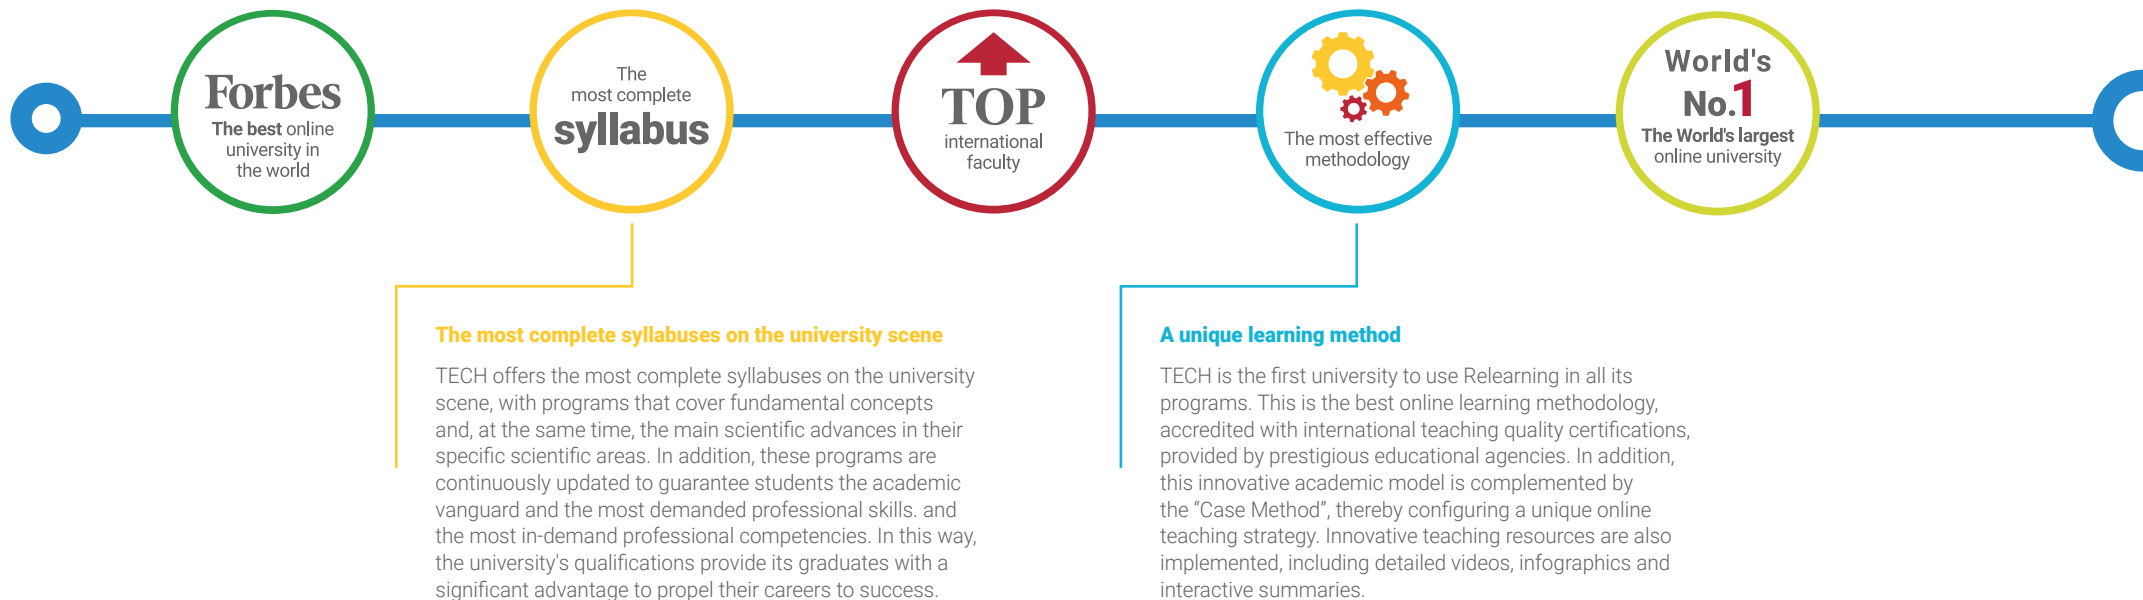 Forbes
The best online
university in
the world
The
most complete
syllabus
TOP
international
faculty
The most effective
methodology
World's
No.1
The World's largest
online university
The most complete syllabuses on the university scene
TECH offers the most complete syllabuses on the university
scene, with programs that cover fundamental concepts
and, at the same time, the main scientific advances in their
specific scientific areas. In addition, these programs are
continuously updated to guarantee students the academic
vanguard and the most demanded professional skills. and
the most in-demand professional competencies. In this way,
the university's qualifications provide its graduates with a
significant advantage to propel their careers to success.
A unique learning method
TECH is the first university to use Relearning in all its
programs. This is the best online learning methodology,
accredited with international teaching quality certifications,
provided by prestigious educational agencies. In addition,
this innovative academic model is complemented by
the “Case Method”, thereby configuring a unique online
teaching strategy. Innovative teaching resources are also
implemented, including detailed videos, infographics and
interactive summaries.